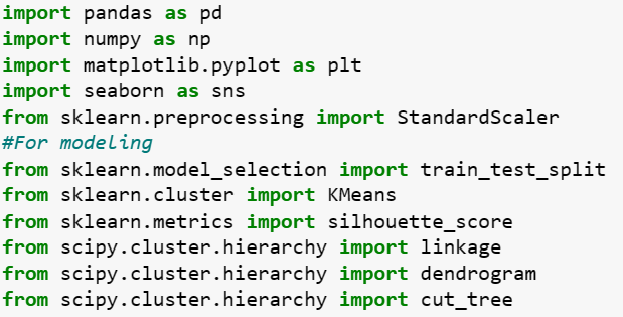 import pandas as pd
import numpy as np
import matplotlib.pyplot as plt
import seaborn as sns
from sklearn.preprocessing import StandardScaler
#For modeling
from sklearn.model_selection import train_test_split
from sklearn.cluster import KMeans
from sklearn.metrics import silhouette_score
from scipy.cluster.hierarchy import linkage
from scipy.cluster.hierarchy import dendrogram
from scipy.cluster.hierarchy import cut_tree